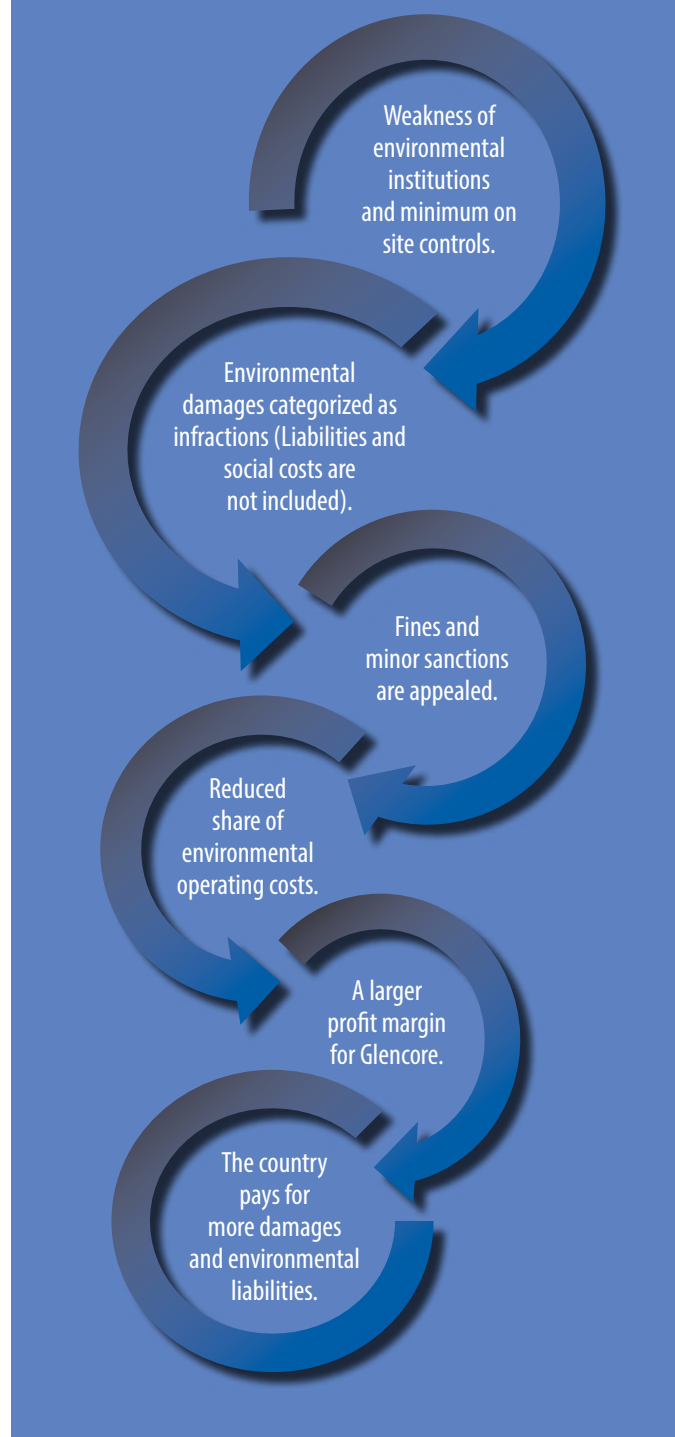 Weakness of
environmental
institutions
and minimum on
site controls.
Environmental
damages categorized as
infractions (Liabilities and
social costs are
not included).
Fines and
minor sanctions
are appealed.
Reduced
share of
environmental
operating costs.
A larger
profit margin
for Glencore.
The country
pays for
more damages
and environmental
liabilities.